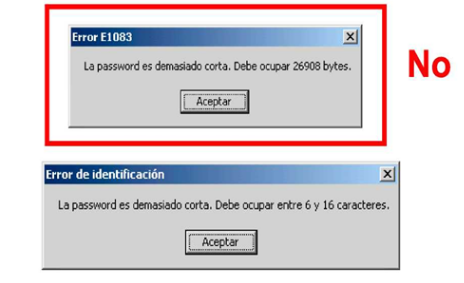 Error E1083
La password es demasiado corta. Debe ocupar 26908 bytes.
Aceptar
No
Error de identificación
La password es demasiado corta. Debe ocupar entre 6 y 16 caracteres.
Aceptar